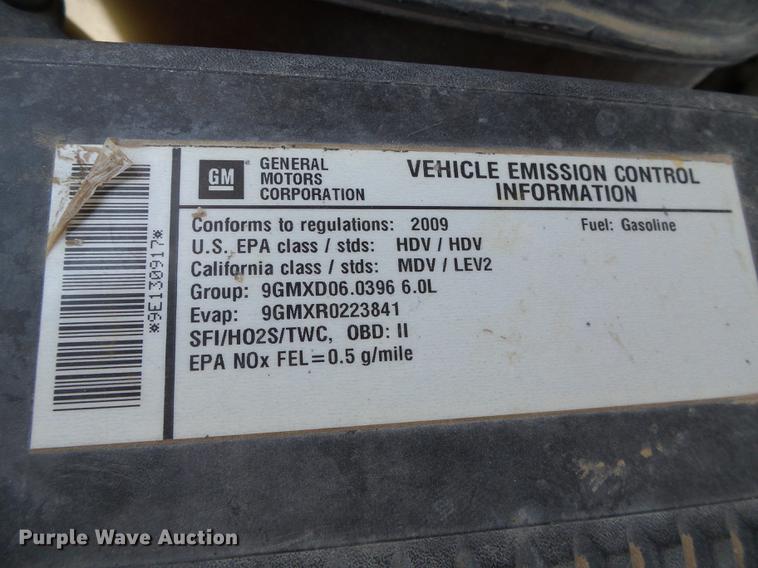 GM
GENERAL
MOTORS
CORPORATION
VEHICLE EMISSION CONTROL
INFORMATION
Conforms to regulations: 2009 Fuel: Gasoline
U.S. EPA class / stds: HDV / HDV
California class / stds: MDV / LEV2
Group: 9GMXD06.0396 6.0L
Evap: 9GMXR0223841
SFI/HO2S/TWC, OBD: II
EPA NOx FEL=0.5 g/mile
*9E130917*
Purple Wave Auction